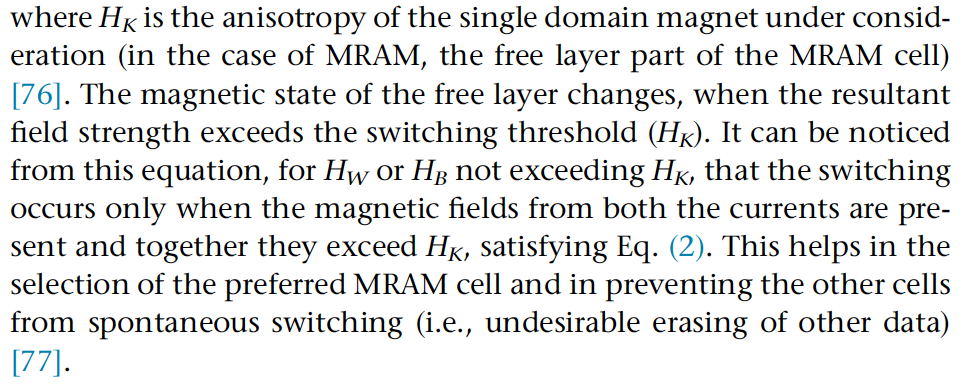 where H_K is the anisotropy of the single domain magnet under consid-
eration (in the case of MRAM, the free layer part of the MRAM cell)
[76]. The magnetic state of the free layer changes, when the resultant
field strength exceeds the switching threshold (H_K). It can be noticed
from this equation, for H_W or H_B not exceeding H_K, that the switching
occurs only when the magnetic fields from both the currents are pre-
sent and together they exceed H_K, satisfying Eq. (2). This helps in the
selection of the preferred MRAM cell and in preventing the other cells
from spontaneous switching (i.e., undesirable erasing of other data)
[77].